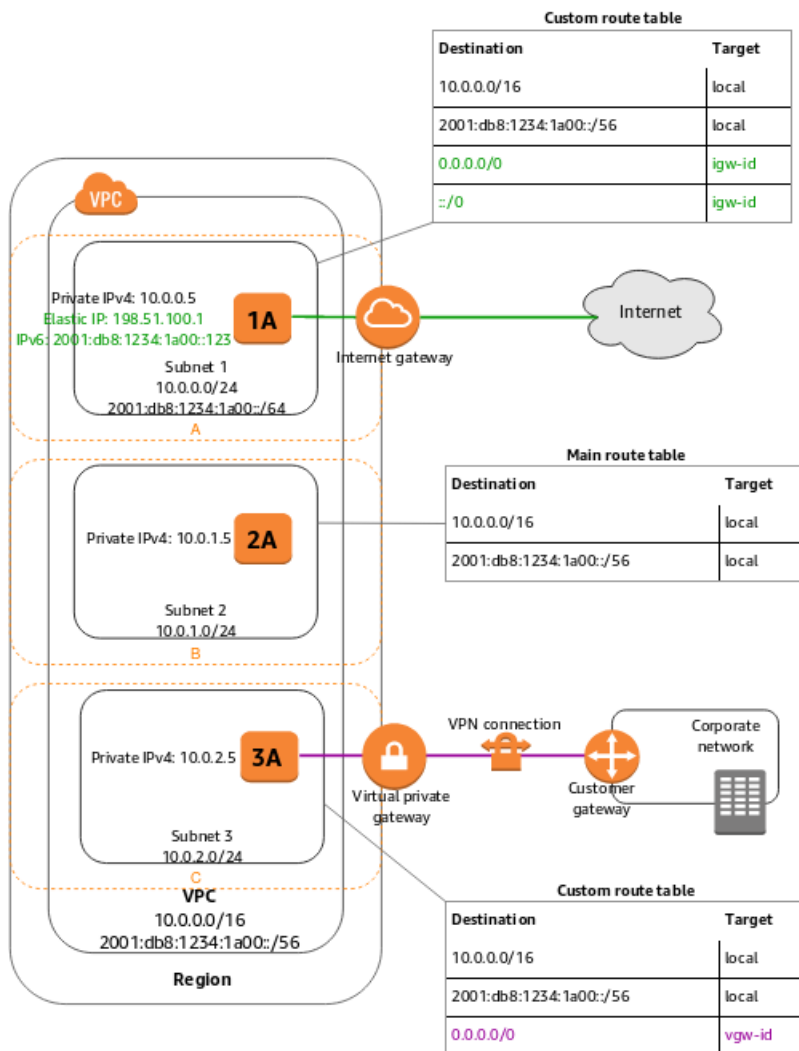 Custom route table
Destination Target
10.0.0.0/16 local
2001:db8:1234:1a00::/56 local
0.0.0.0/0 igw-id
::/0 igw-id
VPC
Private IPv4: 10.0.0.5
Elastic IP: 198.51.100.1
IPv6: 2001:db8:1234:1a00::123
1A
Subnet 1
10.0.0.0/24
2001:db8:1234:1a00::/64
A
Internet gateway
Internet
Main route table
Destination Target
10.0.0.0/16 local
2001:db8:1234:1a00::/56 local
Private IPv4: 10.0.1.5
2A
Subnet 2
10.0.1.0/24
B
Private IPv4: 10.0.2.5
3A
Subnet 3
10.0.2.0/24
C
Virtual private
gateway
VPN connection
Customer
gateway
Corporate
network
VPC
10.0.0.0/16
2001:db8:1234:1a00::/56
Region
Custom route table
Destination Target
10.0.0.0/16 local
2001:db8:1234:1a00::/56 local
0.0.0.0/0 vgw-id